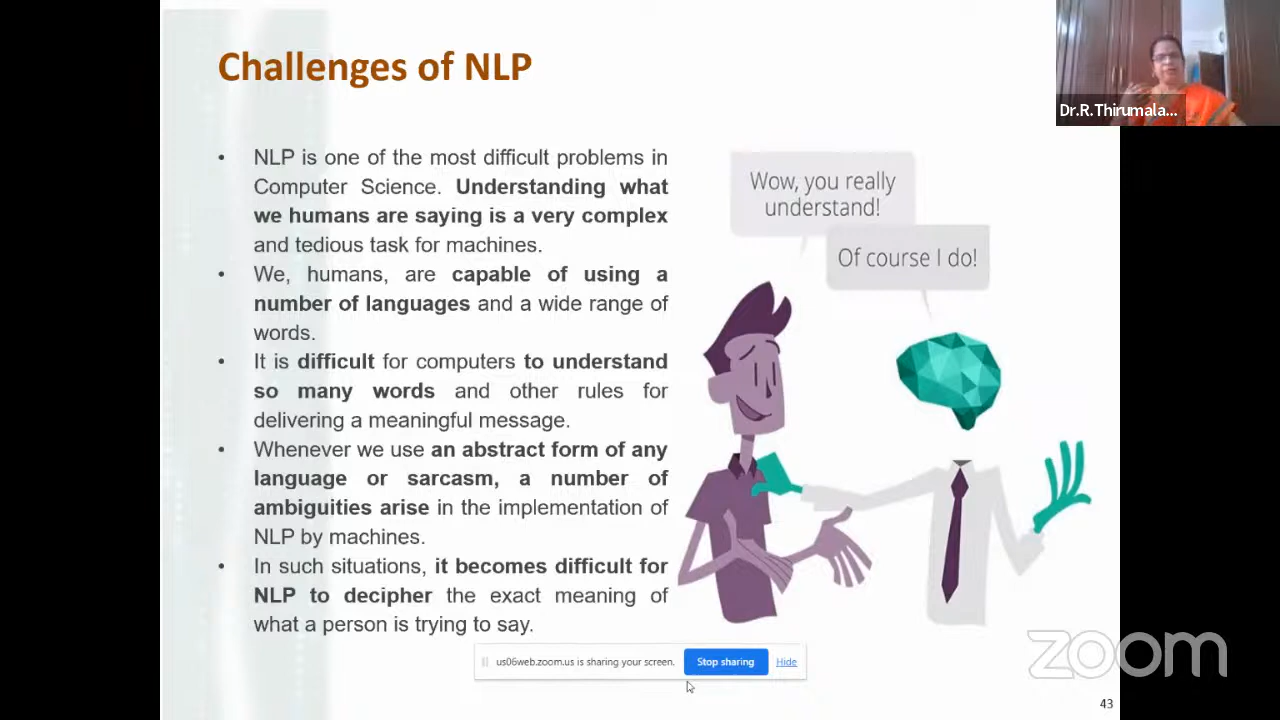 Challenges of NLP
Dr.R.Thirumala...
• NLP is one of the most difficult problems in
Computer Science. Understanding what
we humans are saying is a very complex
and tedious task for machines.
• We, humans, are capable of using a
number of languages and a wide range of
words.
• It is difficult for computers to understand
so many words and other rules for
delivering a meaningful message.
• Whenever we use an abstract form of any
language or sarcasm, a number of
ambiguities arise in the implementation of
NLP by machines.
• In such situations, it becomes difficult for
NLP to decipher the exact meaning of
what a person is trying to say.
Wow, you really
understand!
Of course I do!
us06web.zoom.us is sharing your screen.
Stop sharing
Hide
zoom
43